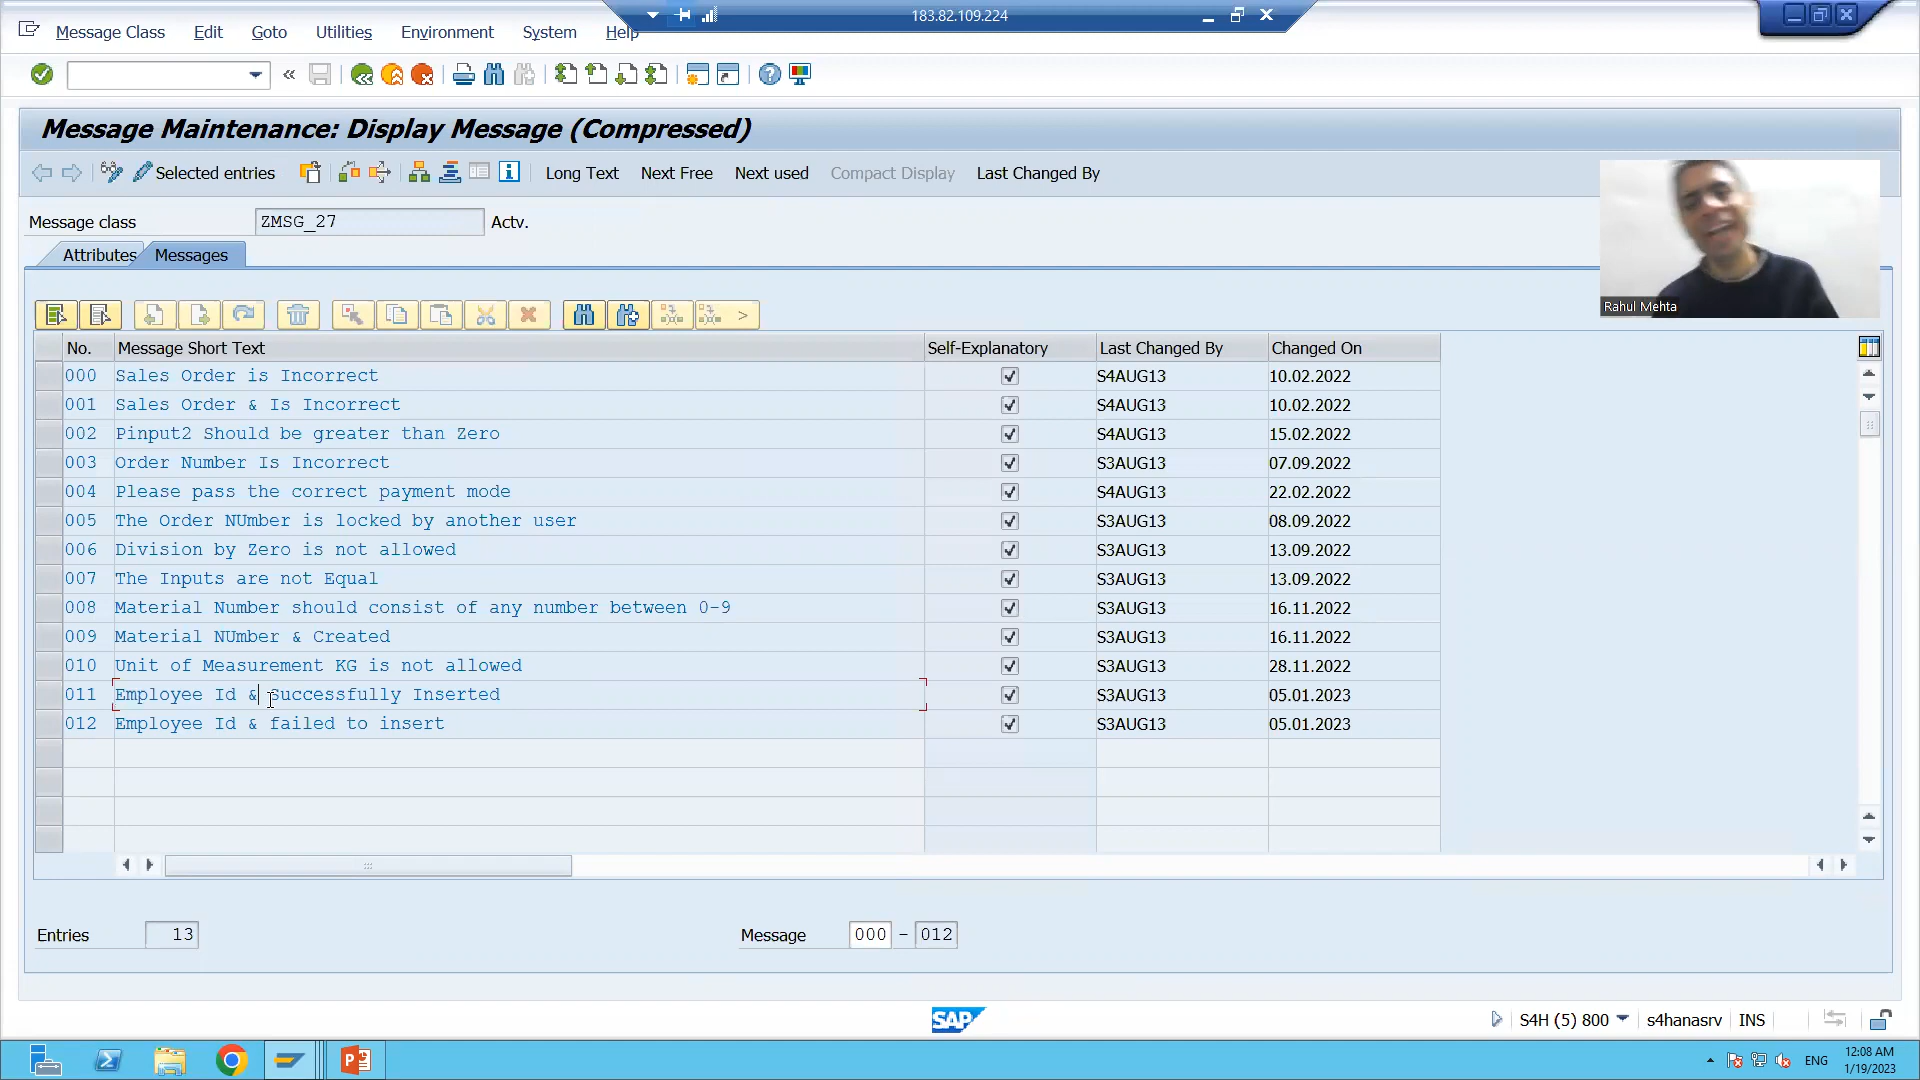 183.82.109.224
Message Class Edit Goto Utilities Environment System Help
Message Maintenance: Display Message (Compressed)
Selected entries Long Text Next Free Next used Compact Display Last Changed By
Message class ZMSG_27 Actv.
Attributes Messages
Rahul Mehta
No. Message Short Text Self-Explanatory Last Changed By Changed On
000 Sales Order is Incorrect S4AUG13 10.02.2022
001 Sales Order & Is Incorrect S4AUG13 10.02.2022
002 Pinput2 Should be greater than Zero S4AUG13 15.02.2022
003 Order Number Is Incorrect S3AUG13 07.09.2022
004 Please pass the correct payment mode S4AUG13 22.02.2022
005 The Order NUmber is locked by another user S3AUG13 08.09.2022
006 Division by Zero is not allowed S3AUG13 13.09.2022
007 The Inputs are not Equal S3AUG13 13.09.2022
008 Material Number should consist of any number between 0-9 S3AUG13 16.11.2022
009 Material NUmber & Created S3AUG13 16.11.2022
010 Unit of Measurement KG is not allowed S3AUG13 28.11.2022
011 Employee Id & Successfully Inserted S3AUG13 05.01.2023
012 Employee Id & failed to insert S3AUG13 05.01.2023
Entries 13 Message 000 - 012
SAP S4H (5) 800 s4hanasrv INS
ENG 12:08 AM
1/19/2023